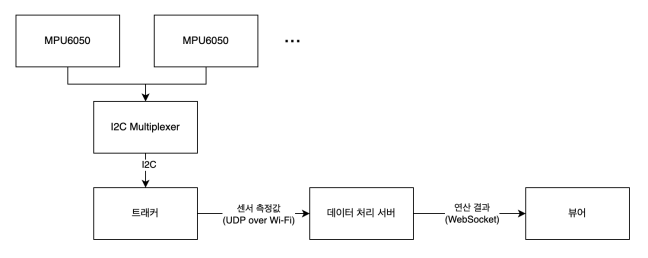 MPU6050
MPU6050
...
I2C Multiplexer
I2C
트래커
센서 측정값
(UDP over Wi-Fi)
데이터 처리 서버
연산 결과
(WebSocket)
뷰어